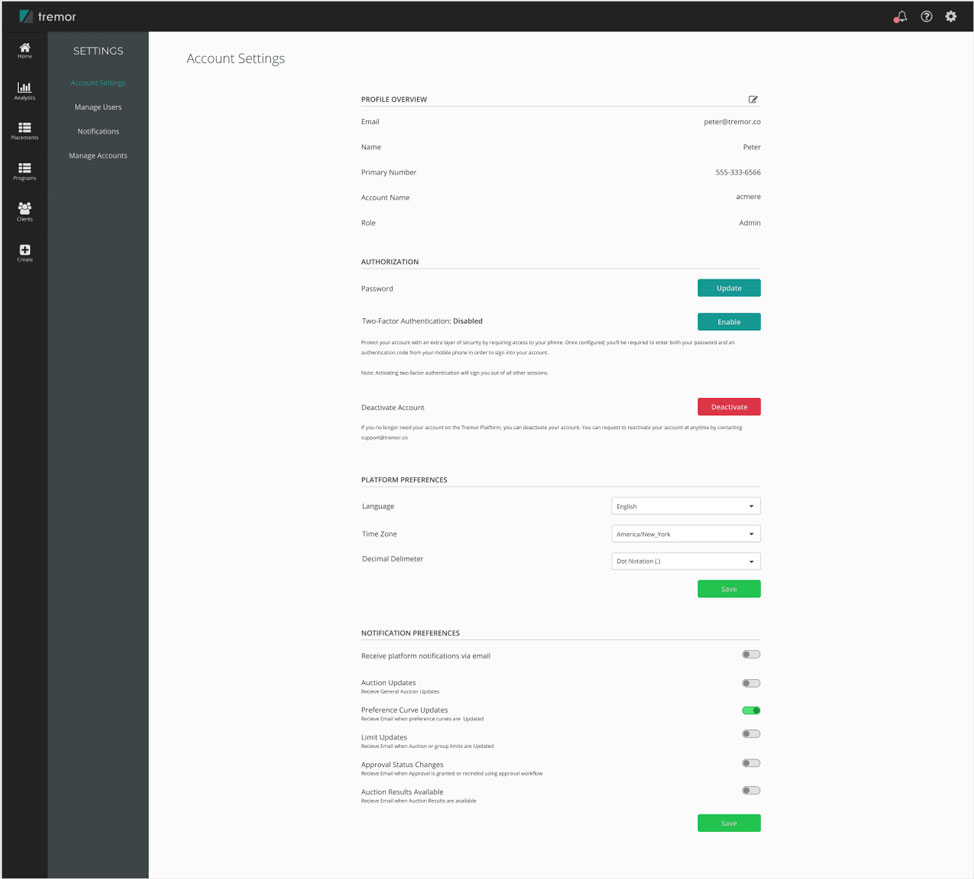 tremor
Home
Analytics
Placements
Programs
Clients
Create
SETTINGS
Account Settings
Manage Users
Notifications
Manage Accounts
Account Settings
PROFILE OVERVIEW
Email peter@tremor.co
Name Peter
Primary Number 555-333-6566
Account Name acmere
Role Admin
AUTHORIZATION
Password Update
Two-Factor Authentication: Disabled Enable
Protect your account with an extra layer of security by requiring access to your phone. Once configured, you'll be required to enter both your password and an
authentication code from your mobile phone in order to sign into your account.
Note: Activating two-factor authentication will sign you out of all other sessions.
Deactivate Account Deactivate
If you no longer need your account on the Tremor Platform, you can deactivate your account. You can request to reactivate your account at anytime by contacting
support@tremor.co
PLATFORM PREFERENCES
Language English
Time Zone America/New_York
Decimal Delimeter Dot Notation (.)
Save
NOTIFICATION PREFERENCES
Receive platform notifications via email
Auction Updates
Recieve General Auction Updates
Preference Curve Updates
Recieve Email when preference curves are Updated
Limit Updates
Recieve Email when Auction or group limits are Updated
Approval Status Changes
Recieve Email when Approval is granted or recinded using approval workflow
Auction Results Available
Recieve Email when Auction Results are available
Save